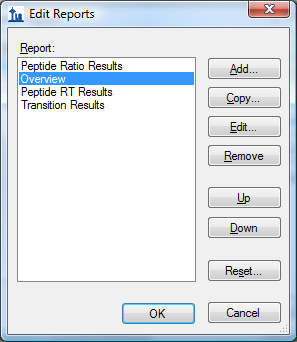 Edit Reports
Report:
Peptide Ratio Results
Overview
Peptide RT Results
Transition Results
Add...
Copy...
Edit...
Remove
Up
Down
Reset...
OK
Cancel